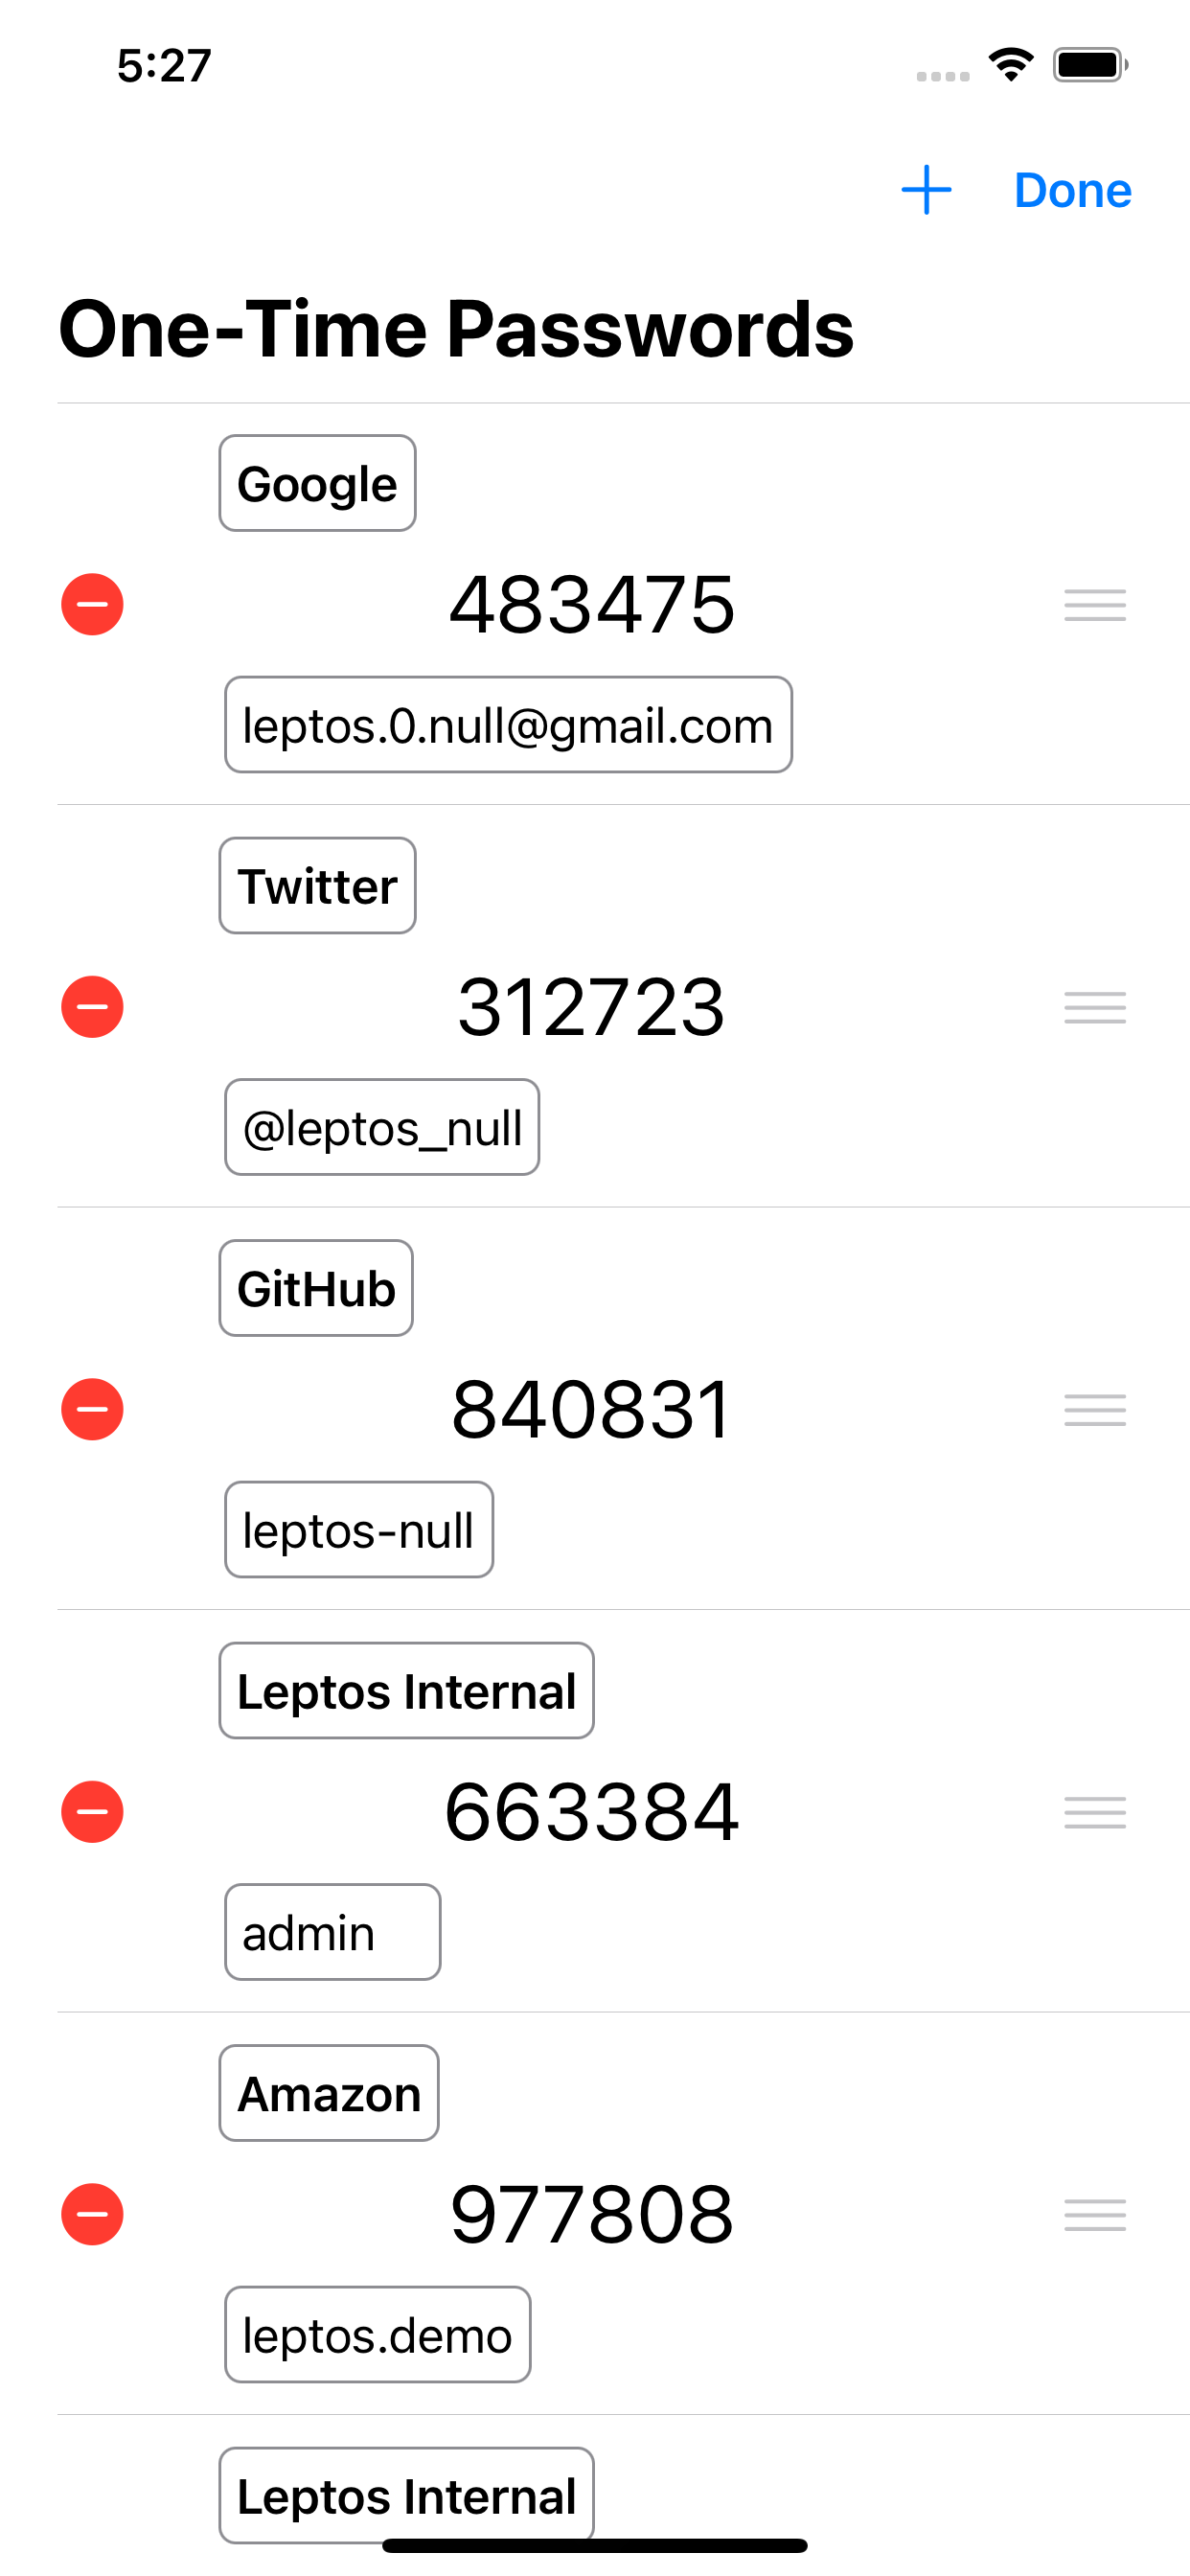 5:27
Done
One-Time Passwords
Google
483475
leptos.0.null@gmail.com
Twitter
312723
@leptos_null
GitHub
840831
leptos-null
Leptos Internal
663384
admin
Amazon
977808
leptos.demo
Leptos Internal